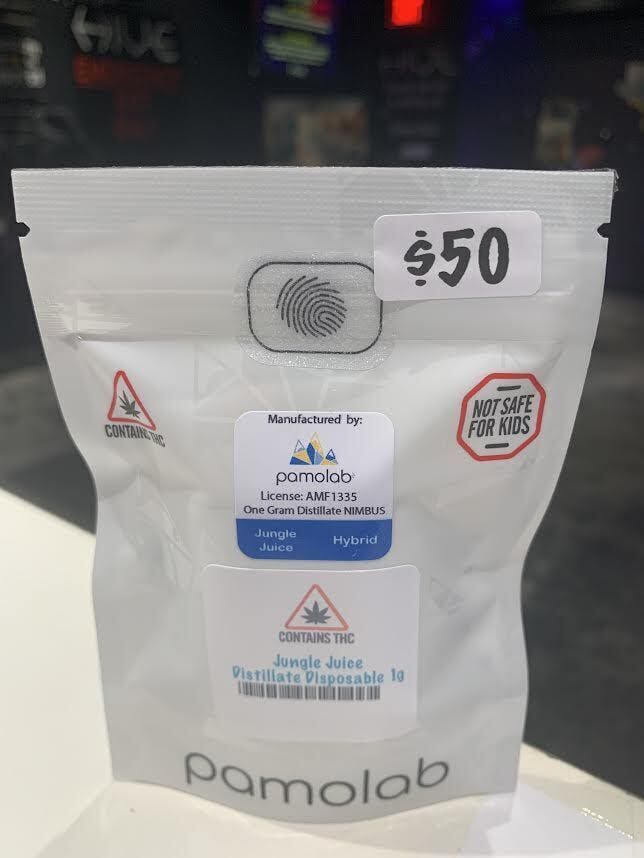 HIVE
$50
CONTAINS THC
NOT SAFE
FOR KIDS
Manufactured by:
pamolab
License: AMF1335
One Gram Distillate NIMBUS
Jungle
Juice
Hybrid
CONTAINS THC
Jungle Juice
Distillate Disposable 1g
pamolab